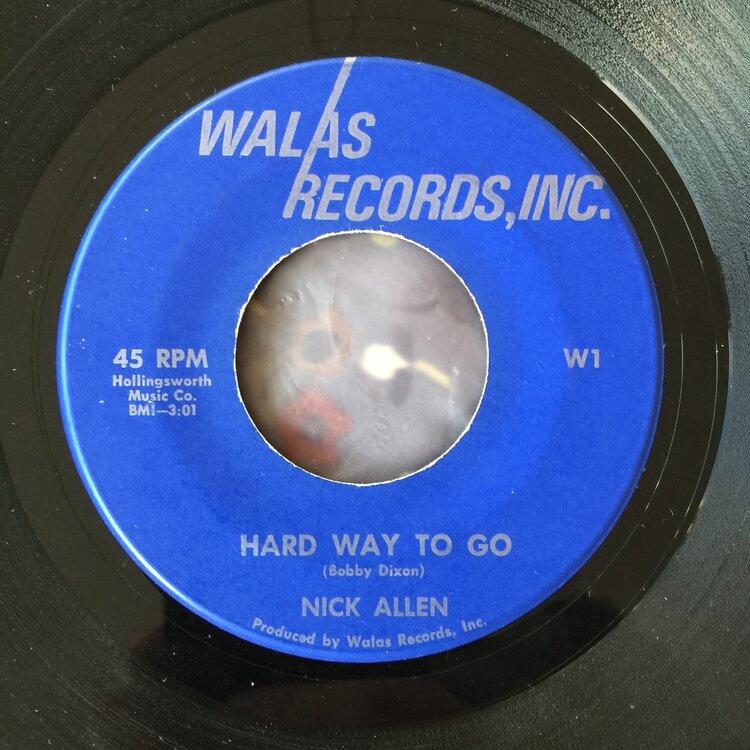 WALAS
RECORDS, INC.
45 RPM
Hollingsworth
Music Co.
BMI—3:01
W1
HARD WAY TO GO
(Bobby Dixon)
NICK ALLEN
Produced by Walas Records, Inc.